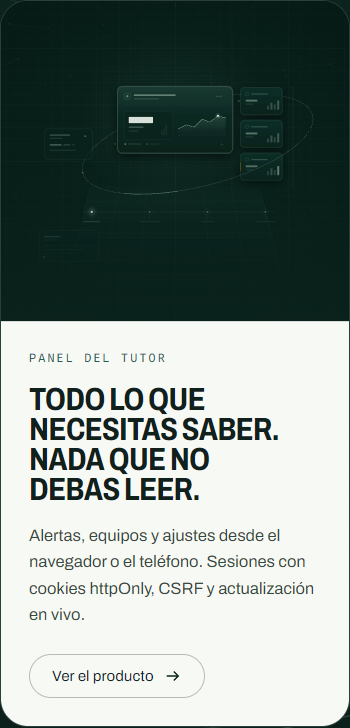 PANEL DEL TUTOR
TODO LO QUE
NECESITAS SABER.
NADA QUE NO
DEBAS LEER.
Alertas, equipos y ajustes desde el
navegador o el teléfono. Sesiones con
cookies httpOnly, CSRF y actualización
en vivo.
Ver el producto →